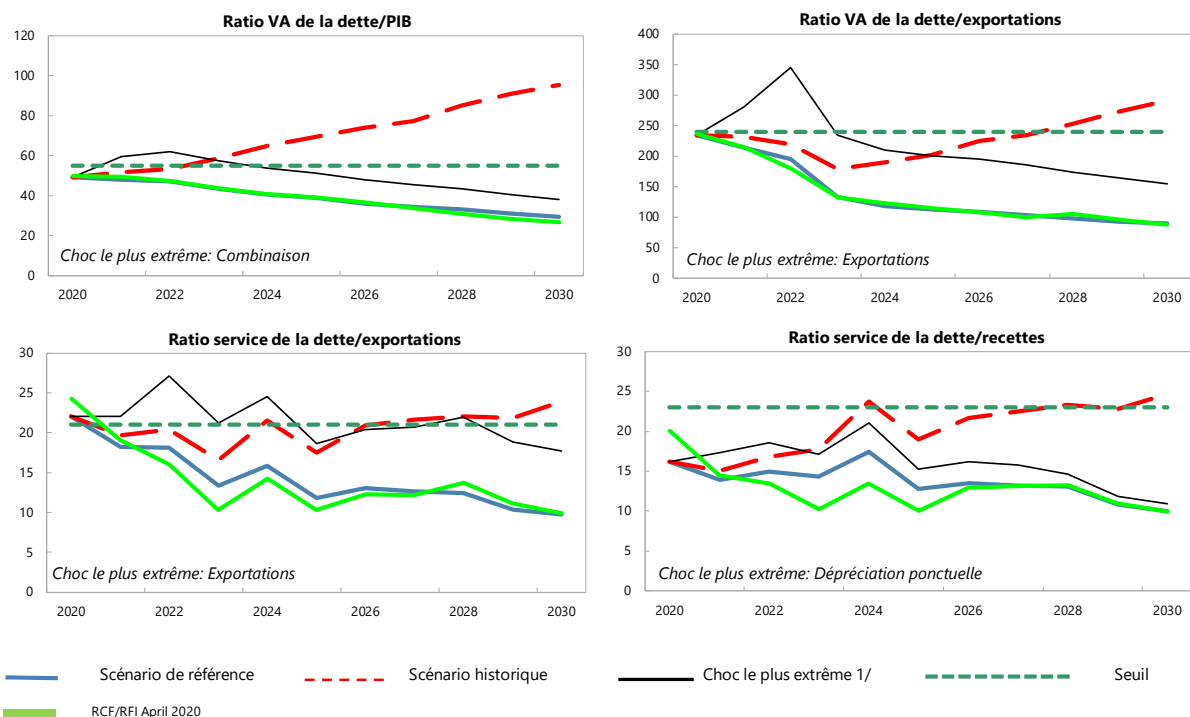 Ratio VA de la dette/PIB
120
100
80
60
40
20
0
Choc le plus extrême: Combinaison
2020 2022 2024 2026 2028 2030
Ratio VA de la dette/exportations
400
350
300
250
200
150
100
50
0
Choc le plus extrême: Exportations
2020 2022 2024 2026 2028 2030
Ratio service de la dette/exportations
30
25
20
15
10
5
0
Choc le plus extrême: Exportations
2020 2022 2024 2026 2028 2030
Ratio service de la dette/recettes
30
25
20
15
10
5
0
Choc le plus extrême: Dépréciation ponctuelle
2020 2022 2024 2026 2028 2030
Scénario de référence
Scénario historique
Choc le plus extrême 1/
Seuil
RCF/RFI April 2020